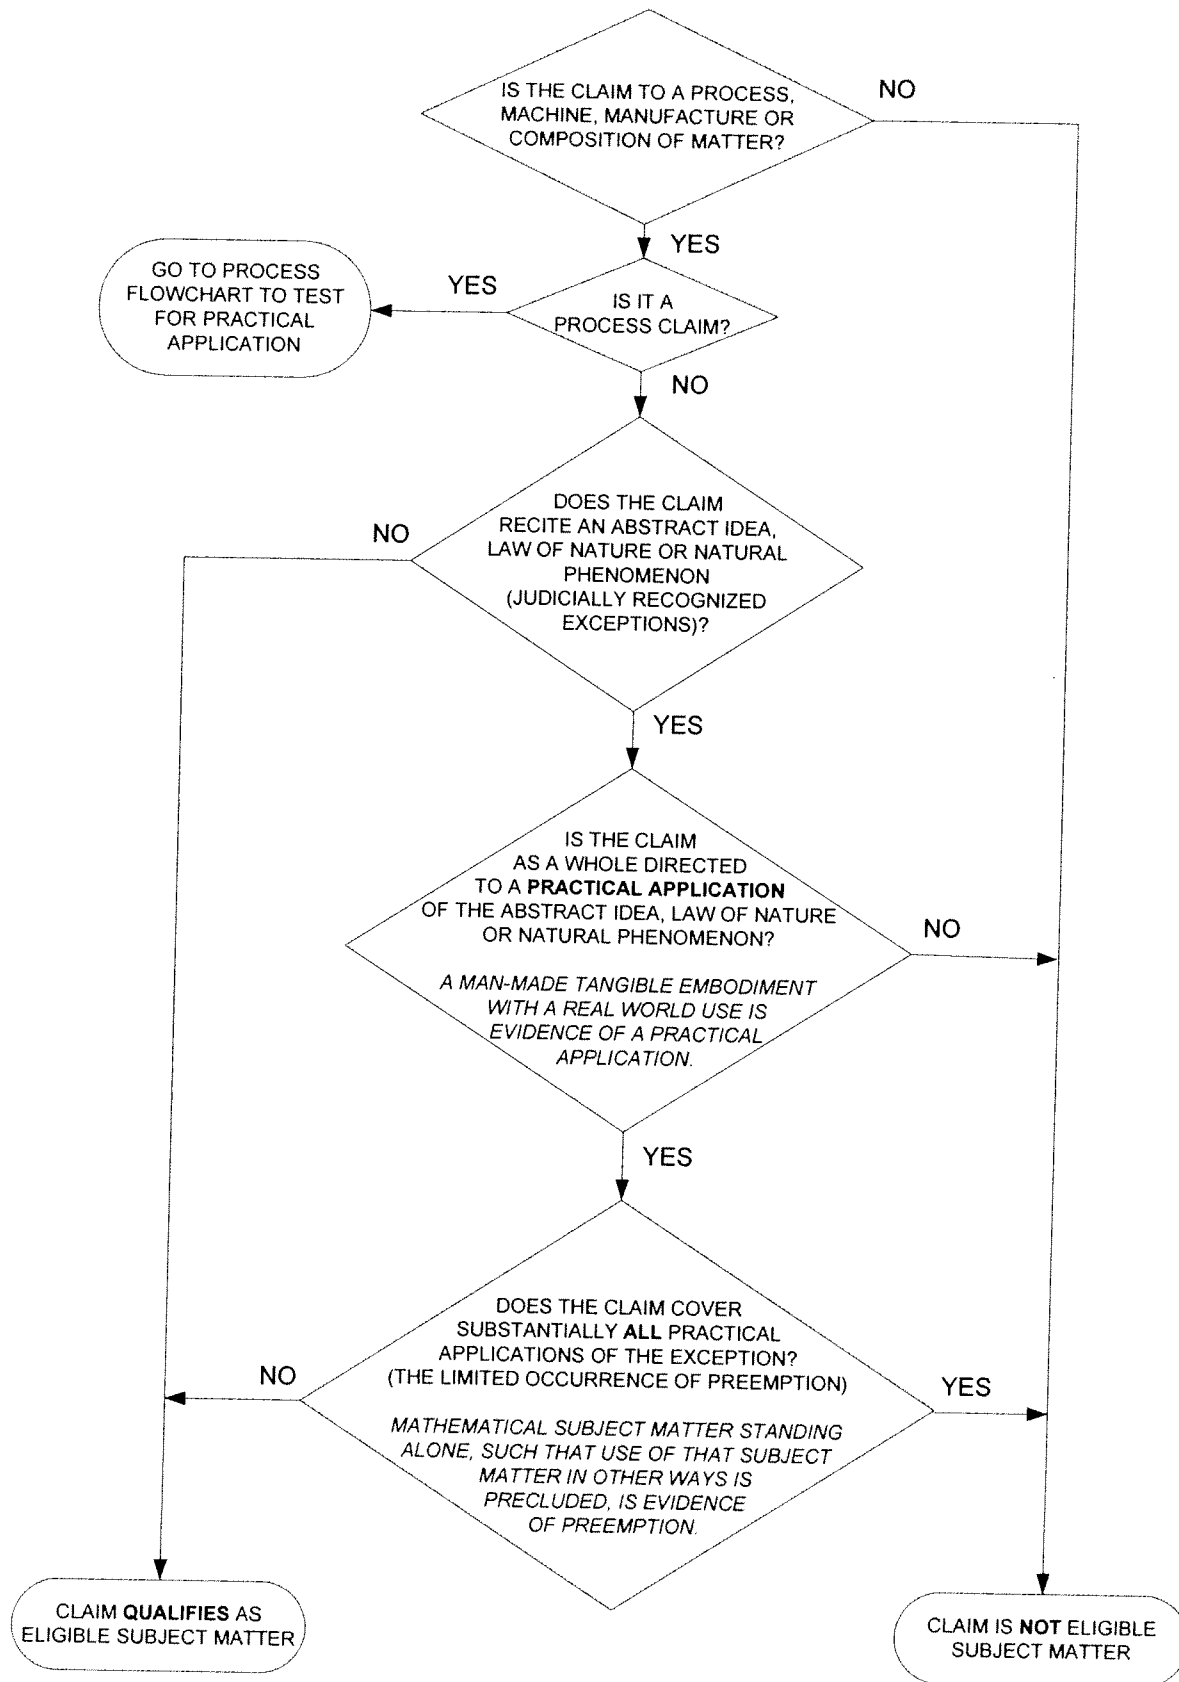 IS THE CLAIM TO A PROCESS,
MACHINE, MANUFACTURE OR
COMPOSITION OF MATTER?
NO
YES
GO TO PROCESS
FLOWCHART TO TEST
FOR PRACTICAL
APPLICATION
YES
IS IT A
PROCESS CLAIM?
NO
DOES THE CLAIM
RECITE AN ABSTRACT IDEA,
LAW OF NATURE OR NATURAL
PHENOMENON
(JUDICIALLY RECOGNIZED
EXCEPTIONS)?
NO
YES
IS THE CLAIM
AS A WHOLE DIRECTED
TO A PRACTICAL APPLICATION
OF THE ABSTRACT IDEA, LAW OF NATURE
OR NATURAL PHENOMENON?
A MAN-MADE TANGIBLE EMBODIMENT
WITH A REAL WORLD USE IS
EVIDENCE OF A PRACTICAL
APPLICATION.
NO
YES
DOES THE CLAIM COVER
SUBSTANTIALLY ALL PRACTICAL
APPLICATIONS OF THE EXCEPTION?
(THE LIMITED OCCURRENCE OF PREEMPTION)
MATHEMATICAL SUBJECT MATTER STANDING
ALONE, SUCH THAT USE OF THAT SUBJECT
MATTER IN OTHER WAYS IS
PRECLUDED, IS EVIDENCE
OF PREEMPTION.
NO
YES
CLAIM QUALIFIES AS
ELIGIBLE SUBJECT MATTER
CLAIM IS NOT ELIGIBLE
SUBJECT MATTER